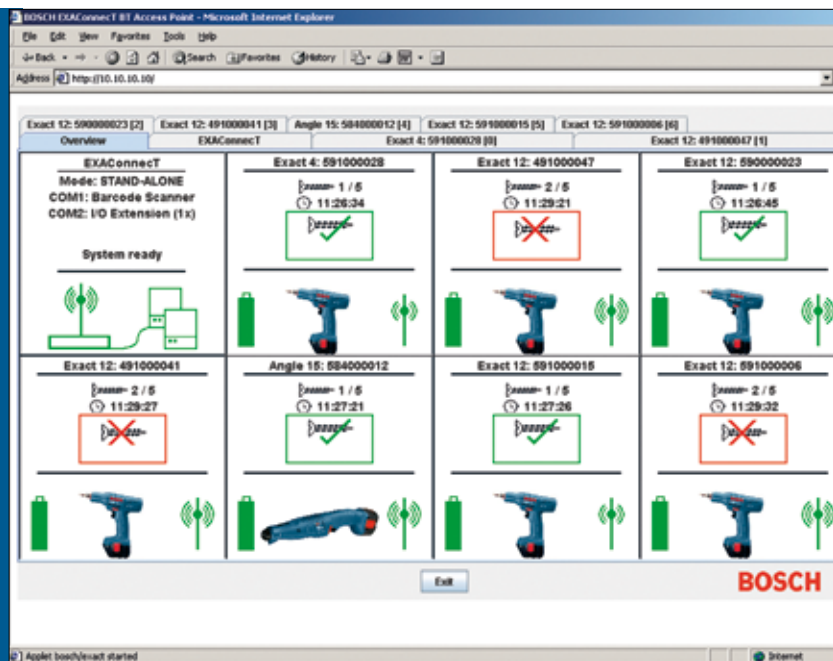 BOSCH EXAConnecT BT Access Point - Microsoft Internet Explorer
File Edit View Favorites Tools Help
Back Search Favorites History
Address http://10.10.10.10/
Exact 12: 590000023 [2] Exact 12: 491000041 [3] Angle 15: 584000012 [4] Exact 12: 591000015 [5] Exact 12: 591000006 [6]
Overview EXAConnecT Exact 4: 591000028 [0] Exact 12: 491000047 [1]
EXAConnecT
Mode: STAND-ALONE
COM1: Barcode Scanner
COM2: I/O Extension (1x)
System ready
Exact 4: 591000028
1 / 5
11:26:34
Exact 12: 491000047
2 / 5
11:29:21
Exact 12: 590000023
1 / 5
11:26:45
Exact 12: 491000041
2 / 5
11:29:27
Angle 15: 584000012
1 / 5
11:27:21
Exact 12: 591000015
1 / 5
11:27:26
Exact 12: 591000006
2 / 5
11:29:32
Exit
BOSCH
Applet bosch/exact started
Internet